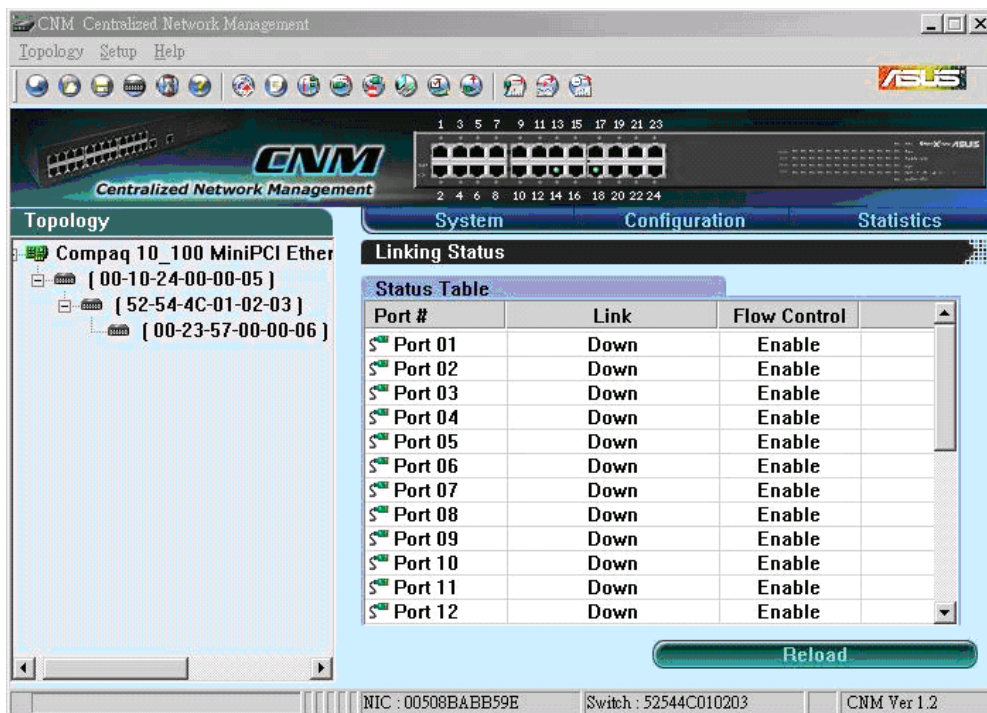 CNM Centralized Network Management
Topology Setup Help
ASUS
1 3 5 7 9 11 13 15 17 19 21 23
CNM
Centralized Network Management
2 4 6 8 10 12 14 16 18 20 22 24
Topology
System Configuration Statistics
Compaq 10_100 MiniPCI Ether
( 00-10-24-00-00-05 )
( 52-54-4C-01-02-03 )
( 00-23-57-00-00-06 )
Linking Status
Status Table
Port # Link Flow Control
Port 01 Down Enable
Port 02 Down Enable
Port 03 Down Enable
Port 04 Down Enable
Port 05 Down Enable
Port 06 Down Enable
Port 07 Down Enable
Port 08 Down Enable
Port 09 Down Enable
Port 10 Down Enable
Port 11 Down Enable
Port 12 Down Enable
Reload
NIC : 00508BABB59E Switch : 52544C010203 CNM Ver 1.2